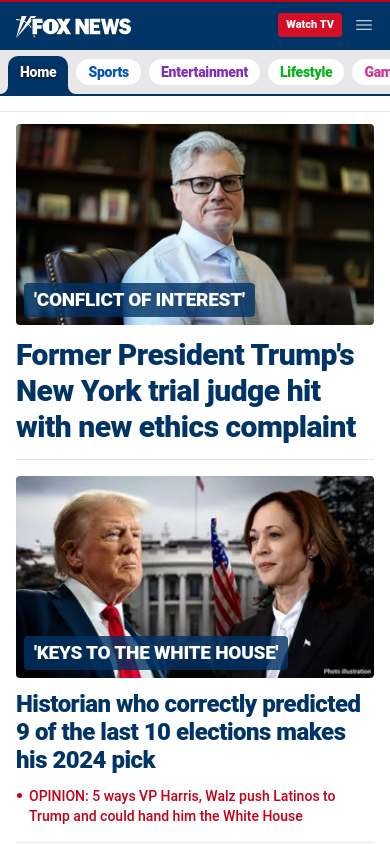 FOX NEWS
Watch TV
Home
Sports
Entertainment
Lifestyle
Gam
'CONFLICT OF INTEREST'
Former President Trump's
New York trial judge hit
with new ethics complaint
'KEYS TO THE WHITE HOUSE'
Photo illustration
Historian who correctly predicted
9 of the last 10 elections makes
his 2024 pick
OPINION: 5 ways VP Harris, Walz push Latinos to
Trump and could hand him the White House